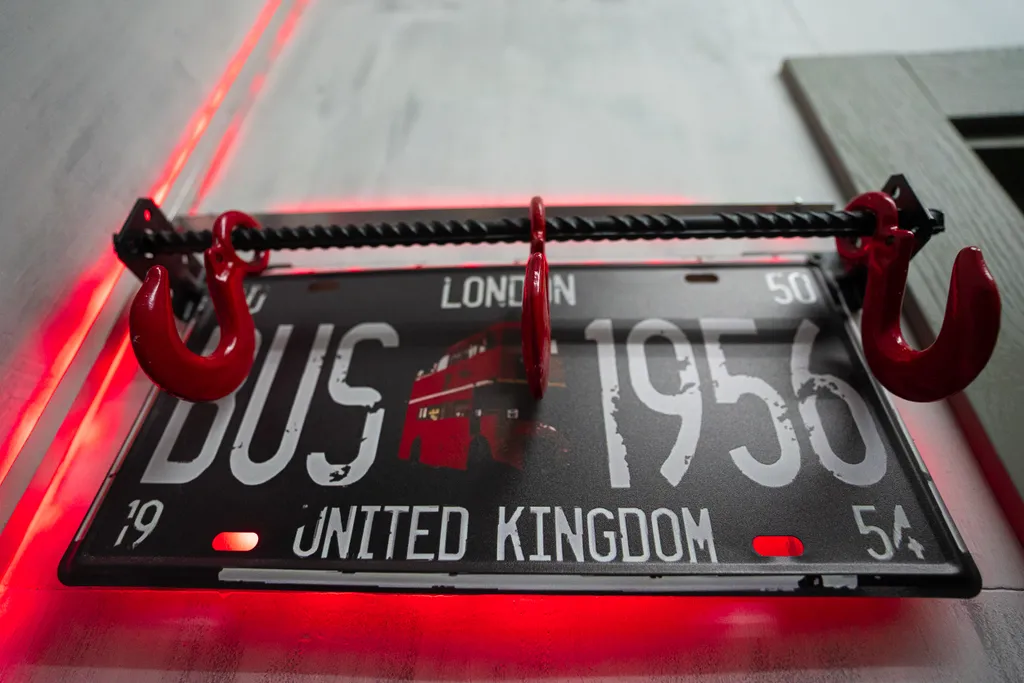 LONDON 50
BUS 1956
19 UNITED KINGDOM 54